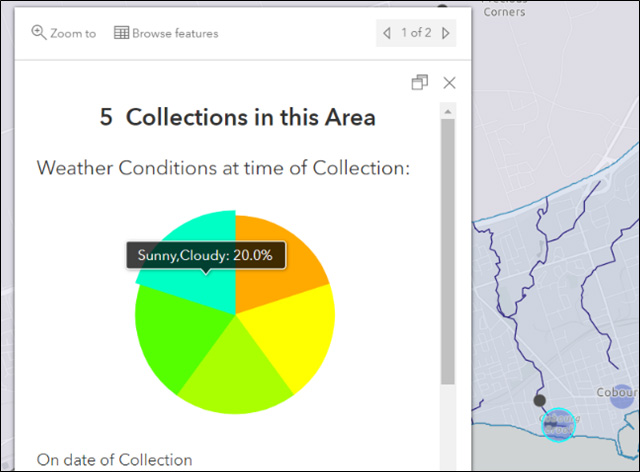 Corners
Zoom to
Browse features
1 of 2
5 Collections in this Area
Weather Conditions at time of Collection:
Sunny,Cloudy: 20.0%
Cobour
On date of Collection